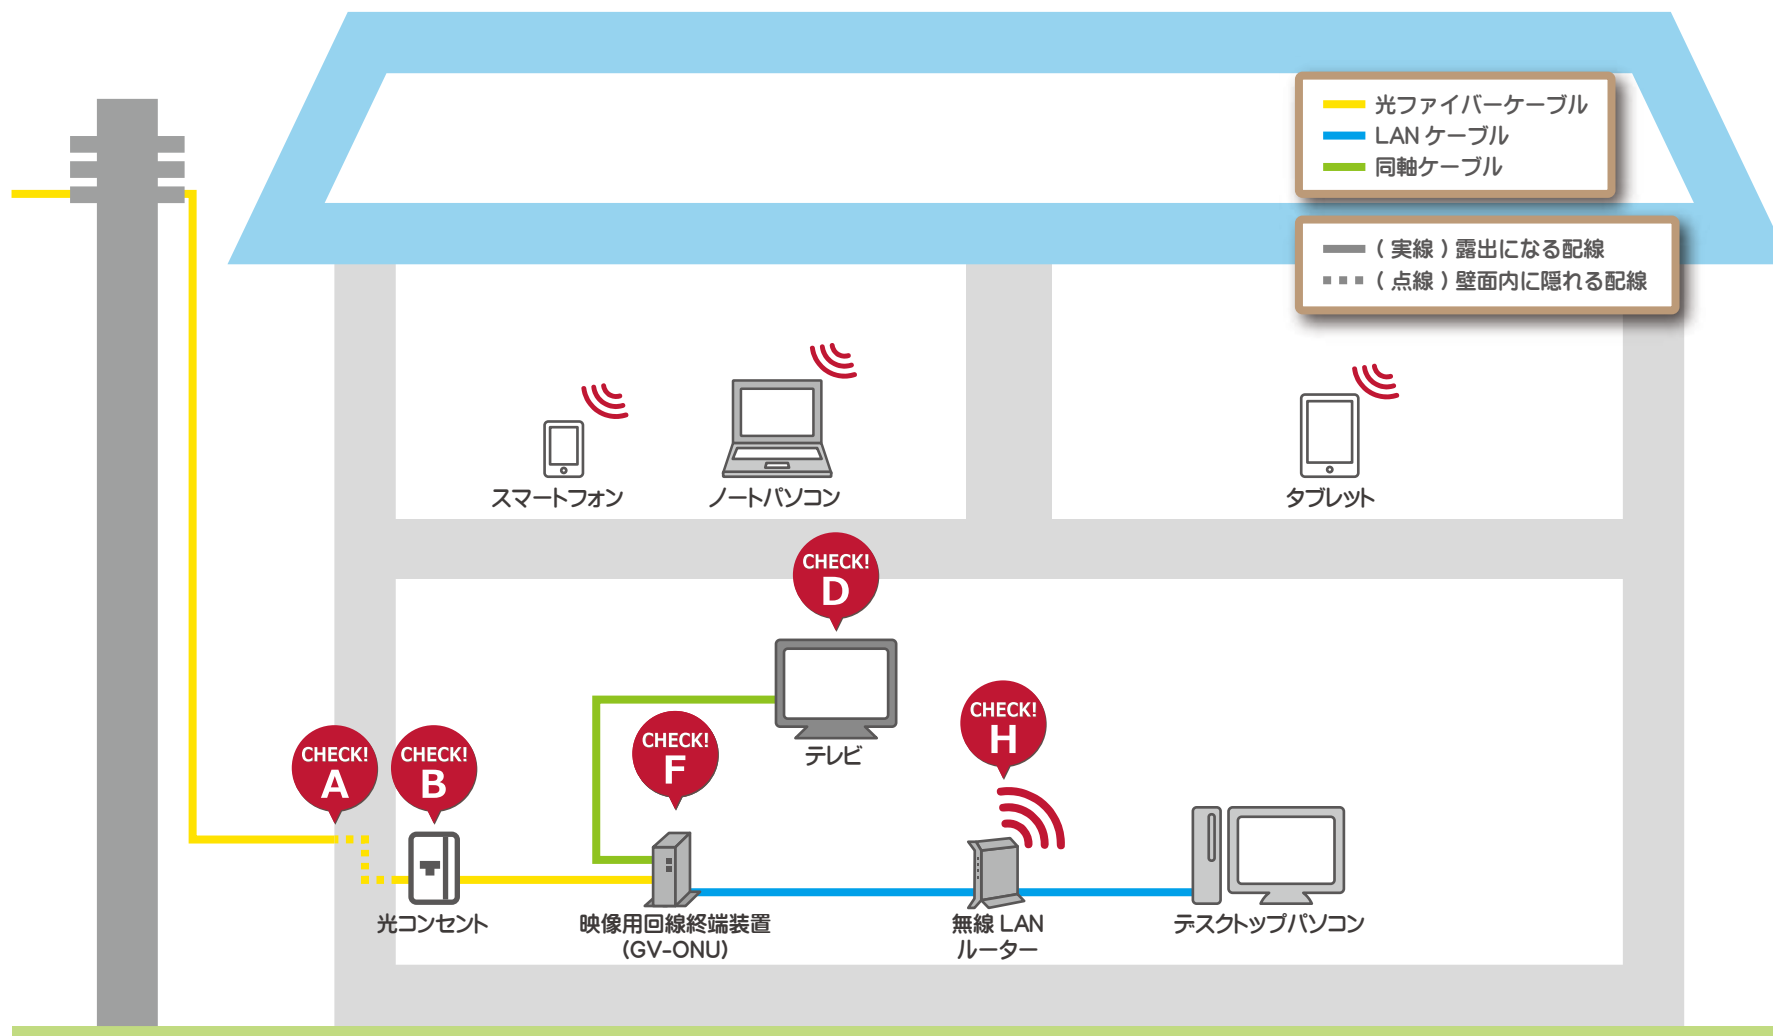 光ファイバーケーブル
LAN ケーブル
同軸ケーブル
( 実線 ) 露出になる配線
( 点線 ) 壁面内に隠れる配線
スマートフォン
ノートパソコン
タブレット
CHECK!
D
テレビ
CHECK!
A
CHECK!
B
CHECK!
F
CHECK!
H
光コンセント
映像用回線終端装置
(GV-ONU)
無線 LAN
ルーター
デスクトップパソコン